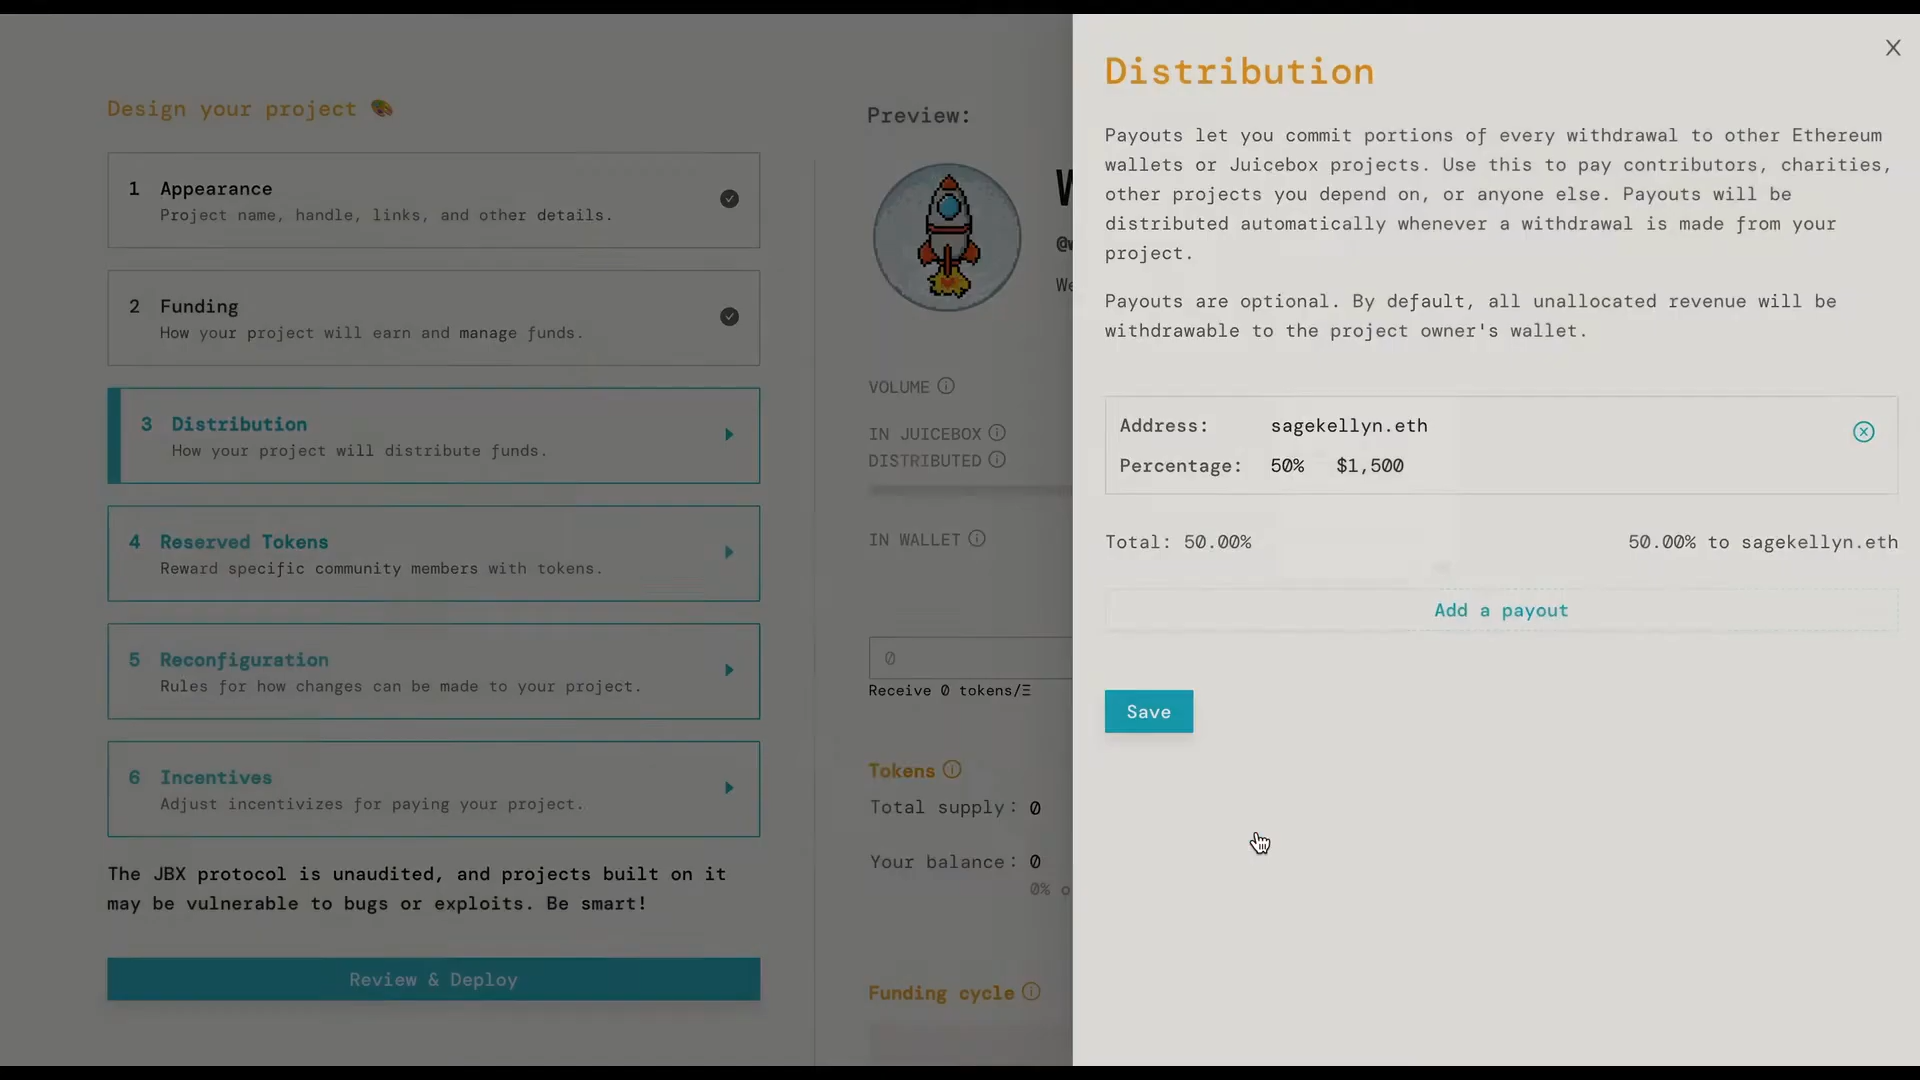 Design your project
1 Appearance
Project name, handle, links, and other details.
2 Funding
How your project will earn and manage funds.
3 Distribution
How your project will distribute funds.
4 Reserved Tokens
Reward specific community members with tokens.
5 Reconfiguration
Rules for how changes can be made to your project.
6 Incentives
Adjust incentivizes for paying your project.
The JBX protocol is unaudited, and projects built on it
may be vulnerable to bugs or exploits. Be smart!
Review & Deploy
Preview:
VOLUME
IN JUICEBOX
DISTRIBUTED
IN WALLET
0
Receive 0 tokens/Ξ
Tokens
Total supply: 0
Your balance: 0
0%
Funding cycle
Distribution
Payouts let you commit portions of every withdrawal to other Ethereum
wallets or Juicebox projects. Use this to pay contributors, charities,
other projects you depend on, or anyone else. Payouts will be
distributed automatically whenever a withdrawal is made from your
project.
Payouts are optional. By default, all unallocated revenue will be
withdrawable to the project owner's wallet.
Address: sagekellyn.eth
Percentage: 50% $1,500
Total: 50.00% 50.00% to sagekellyn.eth
Add a payout
Save